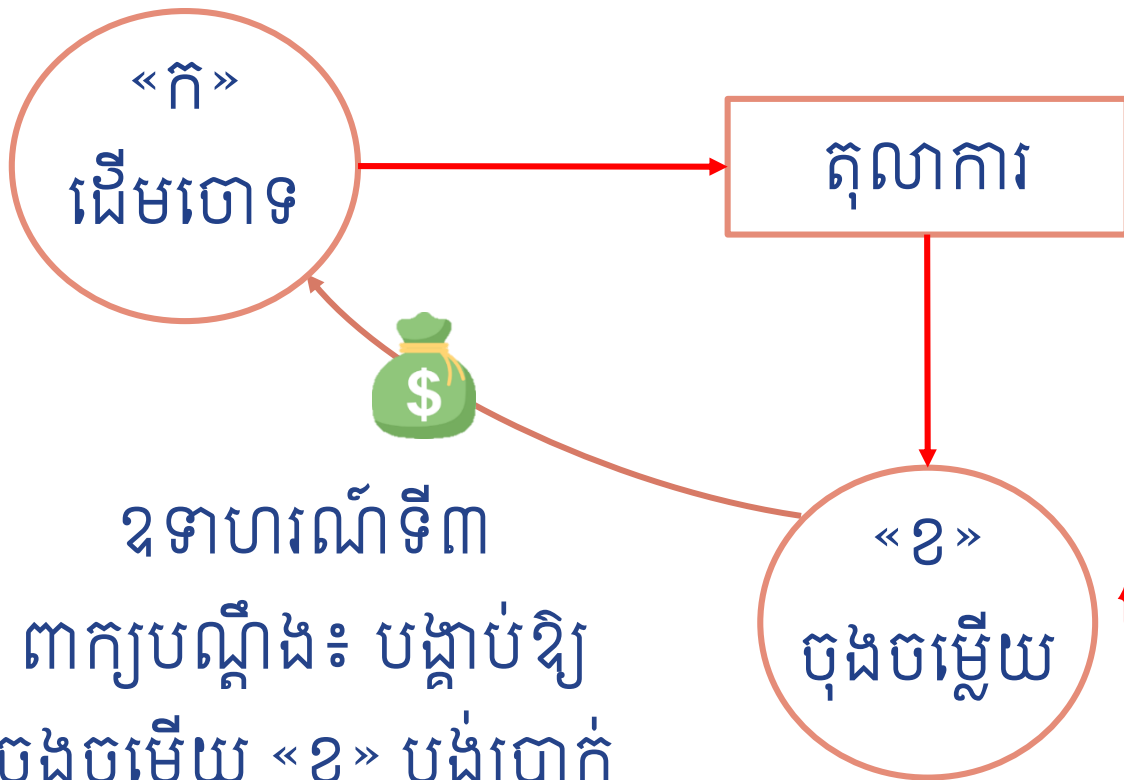 «ក»
ដើមចោទ
តុលាការ
$
ឧទាហរណ៍ទី៣
«ខ»
ពាក្យបណ្តឹង៖ បង្គាប់ឱ្យ
ចុងចម្លើយ
ចុងចម្លើយ «ខ» បង់ប្រាក់